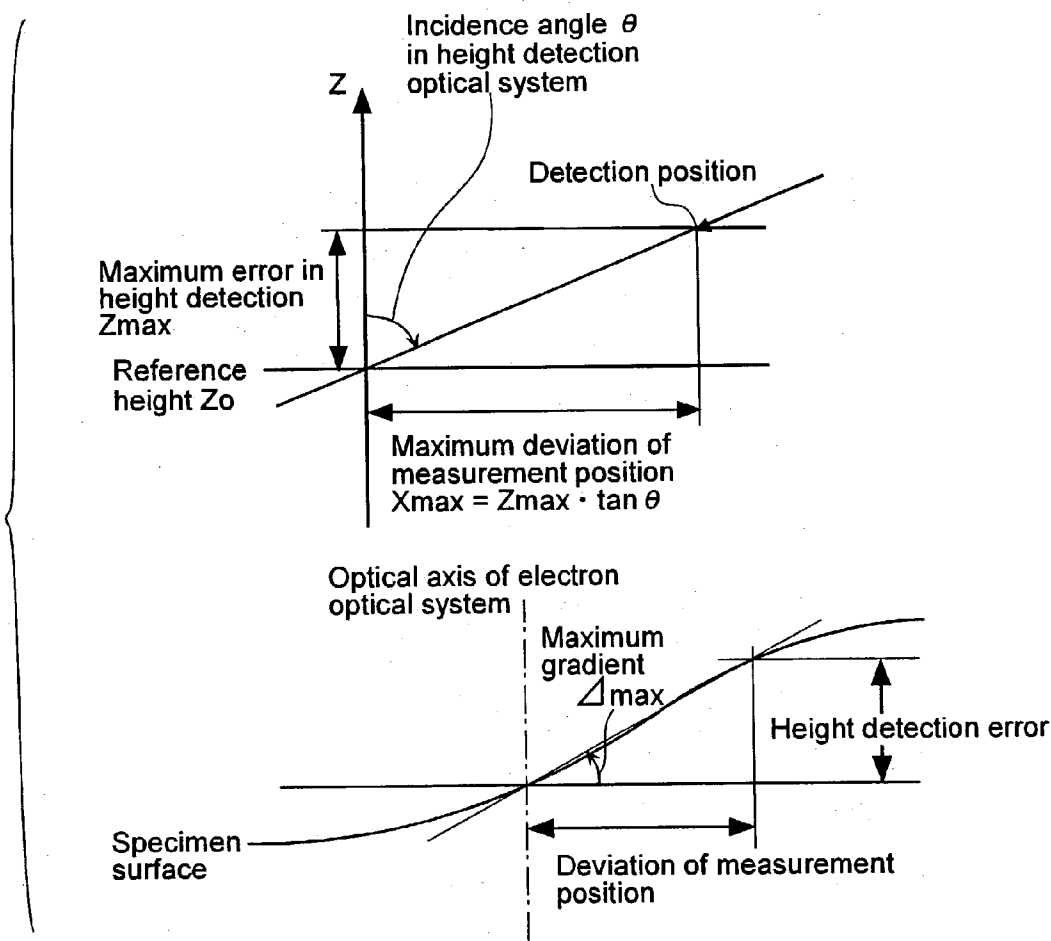 Incidence angle θ
in height detection
optical system
Z
Detection position
Maximum error in
height detection
Zmax
Reference
height Zo
Maximum deviation of
measurement position
Xmax = Zmax · tan θ
Optical axis of electron
optical system
Maximum
gradient
⊿max
Height detection error
Specimen
surface
Deviation of measurement
position